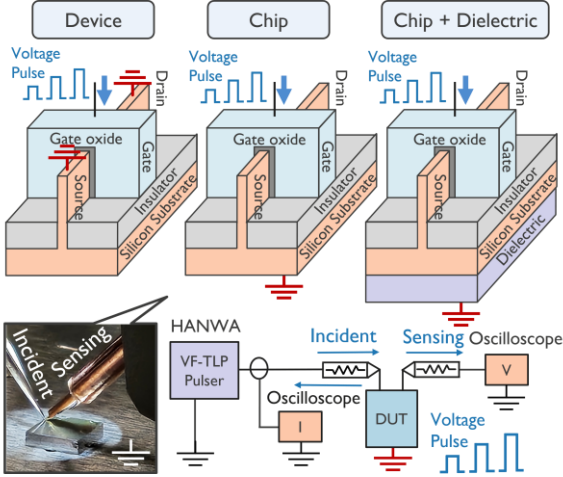 Device
Chip
Chip + Dielectric
Voltage
Pulse
Drain
Gate oxide
Gate
Source
Insulator
Silicon Substrate
Voltage
Pulse
Drain
Gate oxide
Gate
Source
Insulator
Silicon Substrate
Voltage
Pulse
Drain
Gate oxide
Gate
Source
Insulator
Silicon Substrate
Dielectric
Incident
Sensing
HANWA
VF-TLP
Pulser
Incident
Oscilloscope
I
Sensing
Oscilloscope
V
DUT
Voltage
Pulse